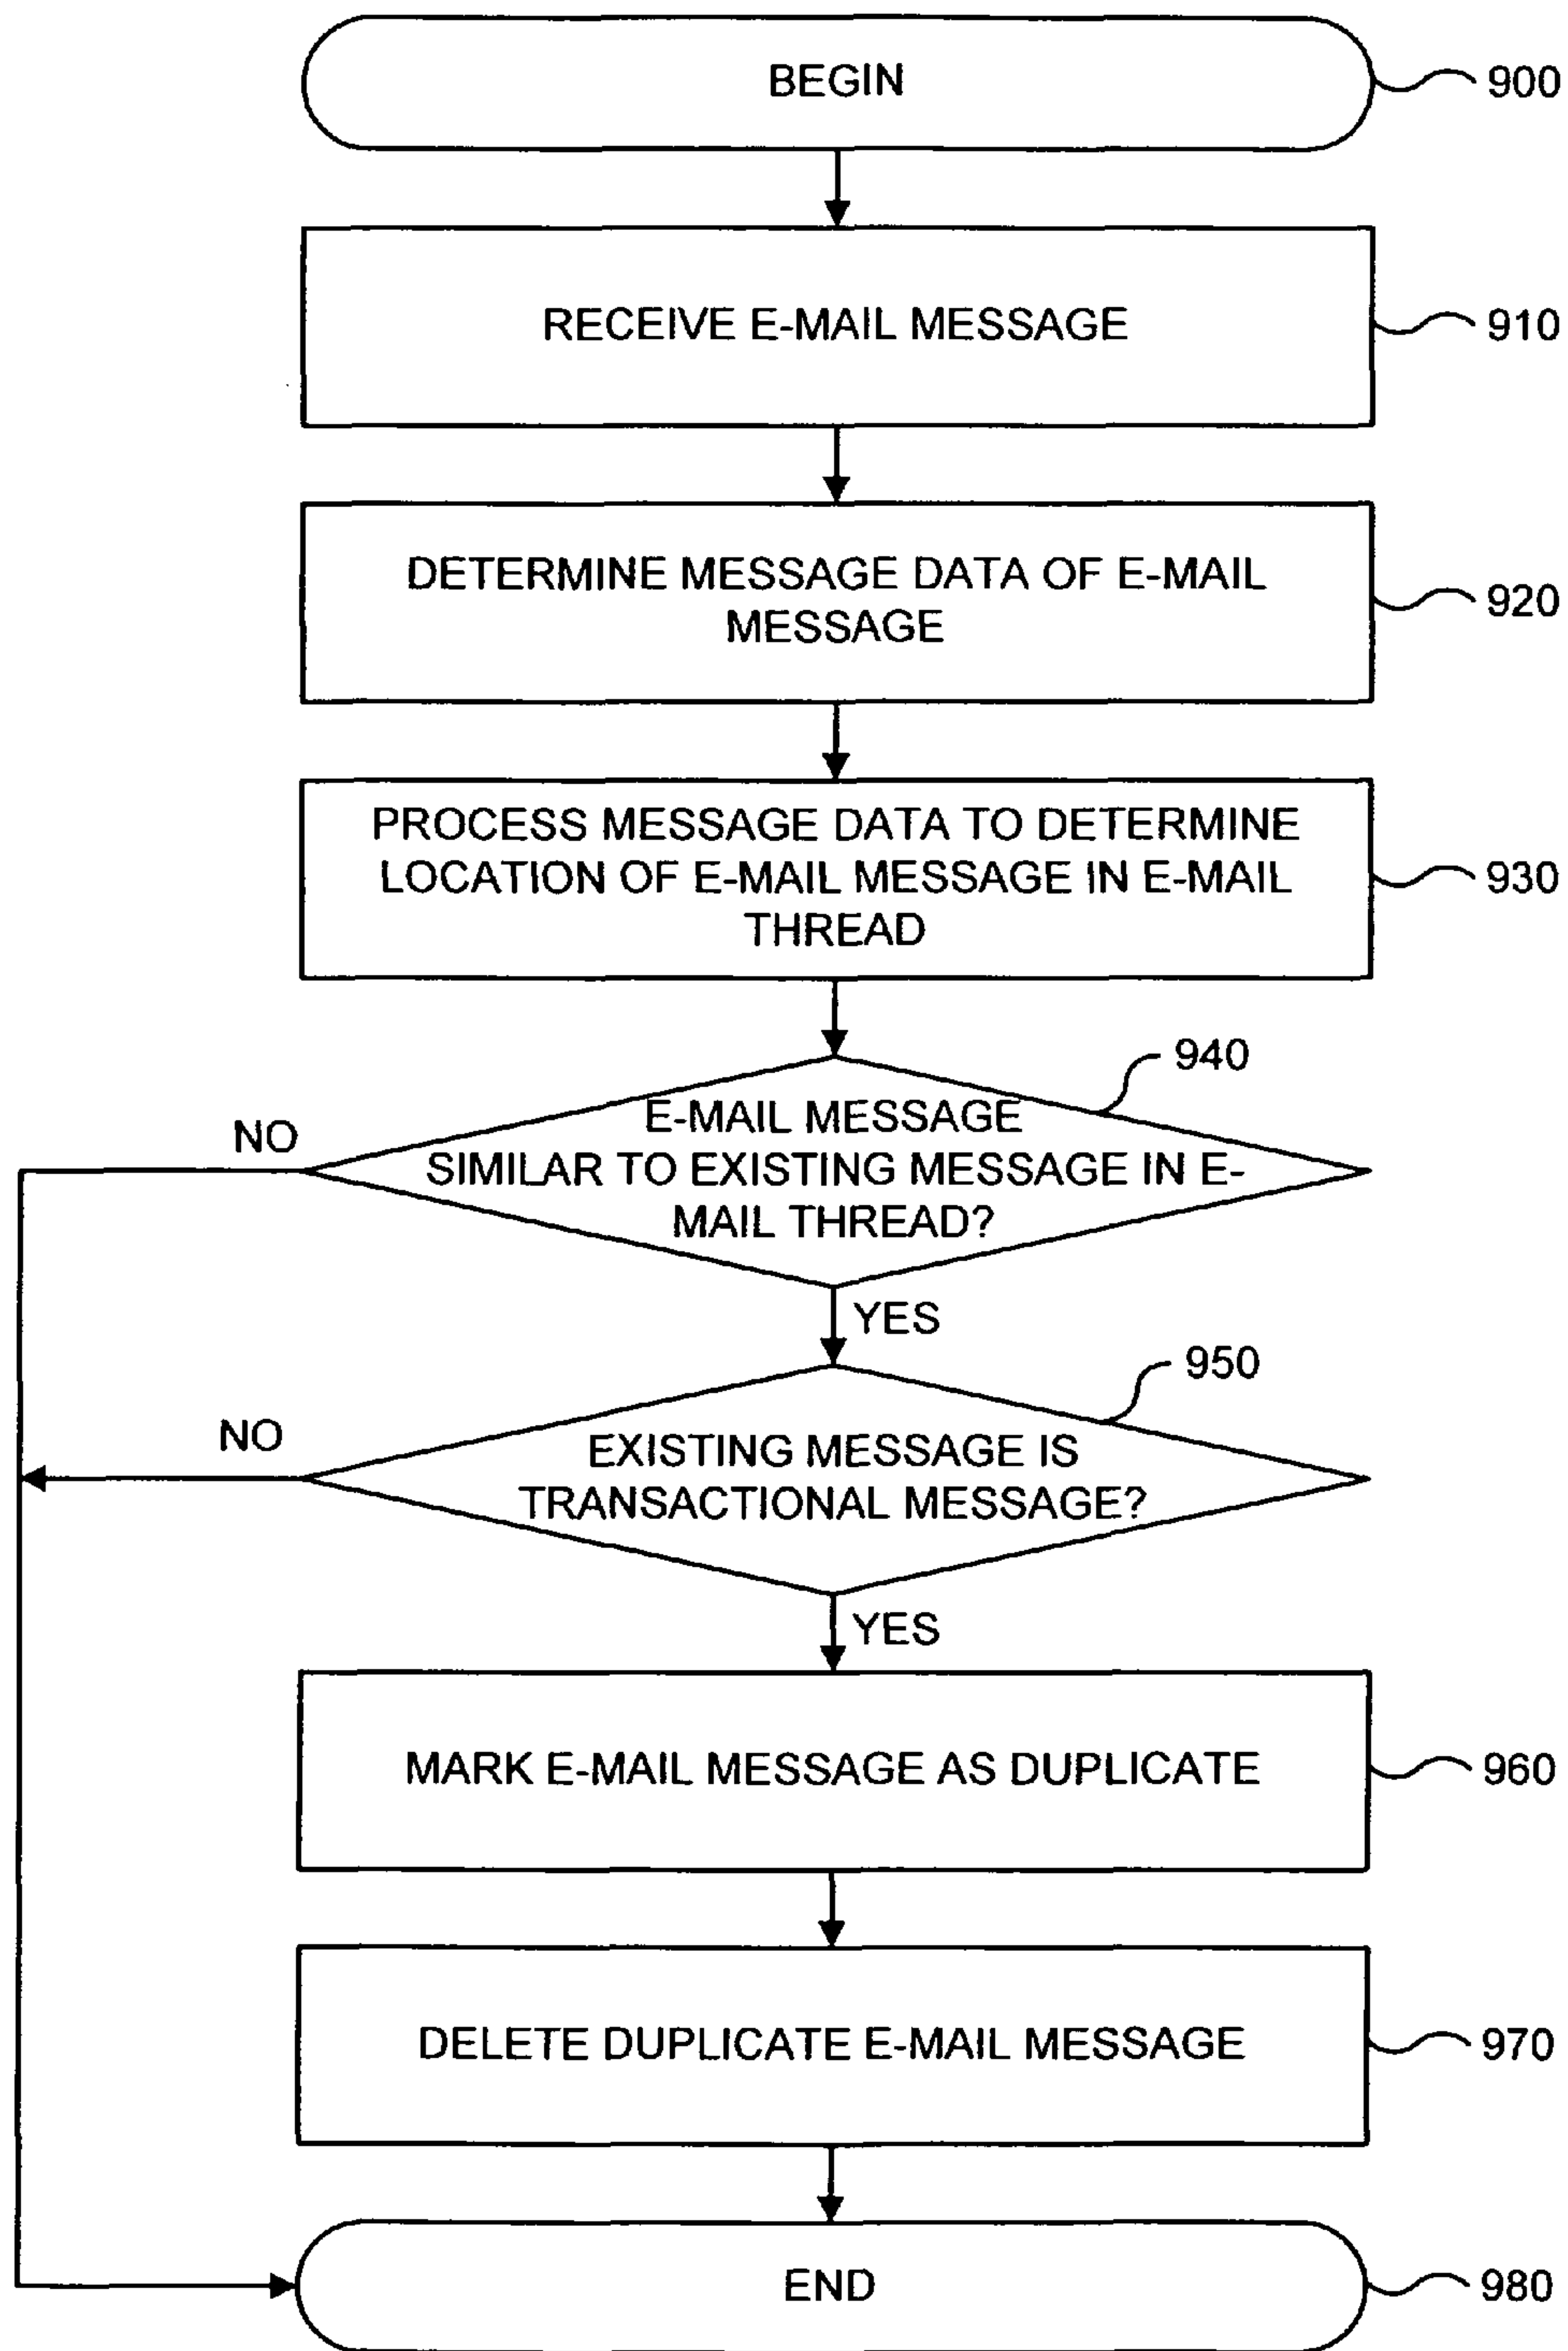 BEGIN
900
RECEIVE E-MAIL MESSAGE
910
DETERMINE MESSAGE DATA OF E-MAIL
MESSAGE
920
PROCESS MESSAGE DATA TO DETERMINE
LOCATION OF E-MAIL MESSAGE IN E-MAIL
THREAD
930
940
E-MAIL MESSAGE
SIMILAR TO EXISTING MESSAGE IN E-
MAIL THREAD?
NO
YES
950
EXISTING MESSAGE IS
TRANSACTIONAL MESSAGE?
NO
YES
MARK E-MAIL MESSAGE AS DUPLICATE
960
DELETE DUPLICATE E-MAIL MESSAGE
970
END
980